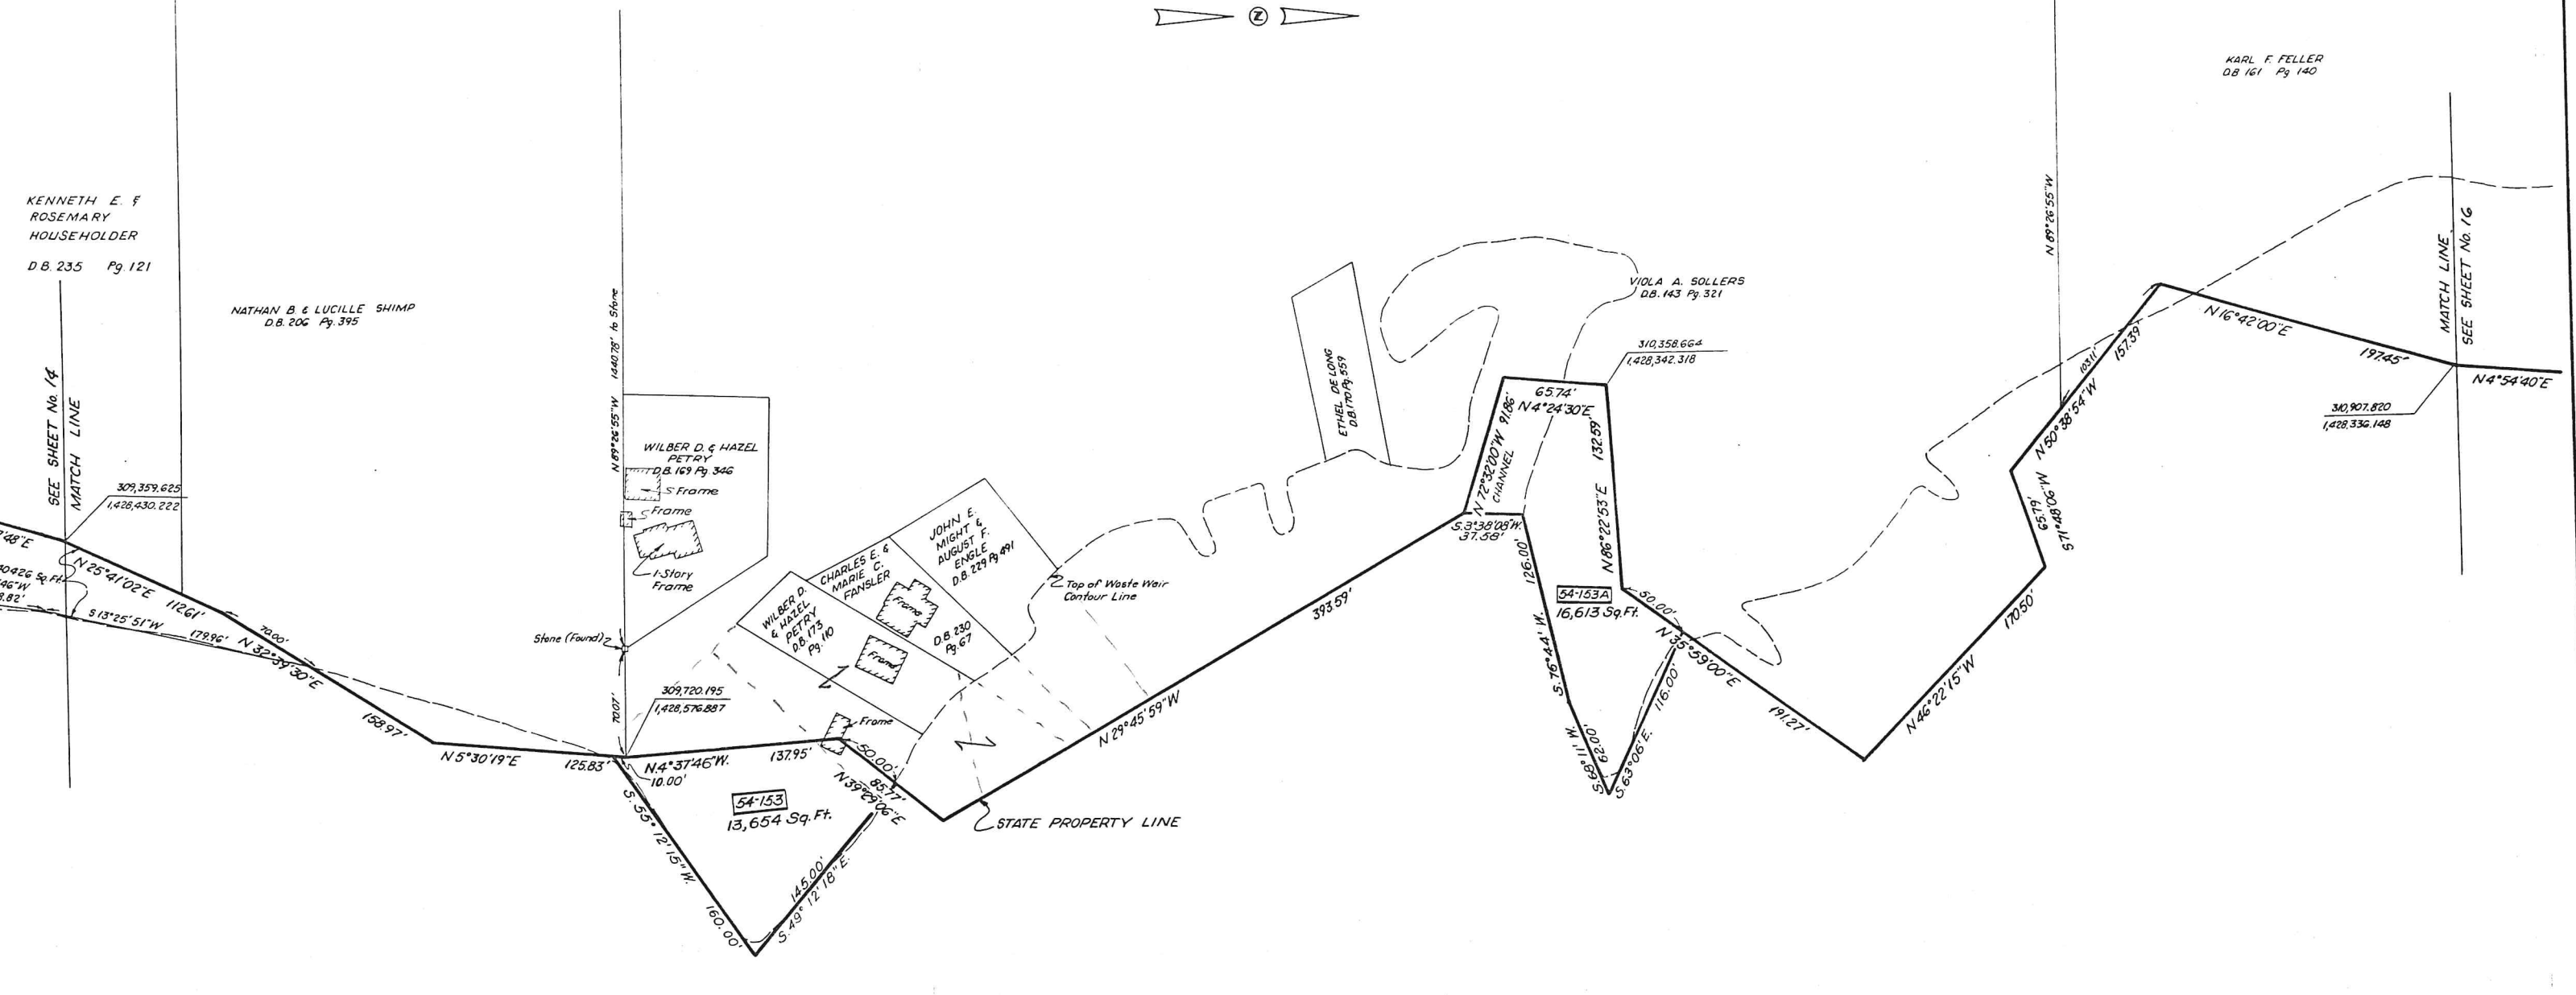 Z
KARL F. FELLER
D.B. 161 Pg. 140
KENNETH E. &
ROSEMARY
HOUSEHOLDER
D.B. 235 Pg. 121
SEE SHEET No. 14
MATCH LINE
309,359.625
1,428,430.222
N 25°41'02"E 112.61'
S 13°25'51"W 179.96'
70.00'
N 32°39'30"E
158.97'
NATHAN B. & LUCILLE SHIMP
D.B. 206 Pg. 395
N 5°30'19"E 125.83'
N 89°26'55"W 1440.78' to Stone
WILBER D. & HAZEL
PETRY
D.B. 169 Pg. 346
S Frame
S Frame
1-Story
Frame
Stone (Found)
70.07'
309,720.195
1,428,576.887
N.4°37'46"W. 137.95'
10.00'
54-153
13,654 Sq. Ft.
S. 55° 12' 15"W.
160.00'
145.00'
S. 49° 12' 18"E.
WILBER D.
& HAZEL
PETRY
D.B. 173
Pg. 110
CHARLES E. &
MARIE C.
FANSLER
D.B. 230
Pg. 67
JOHN E.
MIGHT &
AUGUST F.
ENGLE
D.B. 229 Pg. 491
Frame
Frame
Frame
50.00'
85.77'
N 39°29'06"E
Top of Waste Wair
Contour Line
STATE PROPERTY LINE
N 29°45'59"W
393.59'
ETHEL DE LONG
D.B. 170 Pg. 559
VIOLA A. SOLLERS
D.B. 143 Pg. 321
310,358.664
1,428,342.318
N 72°32'00"W 91.86'
CHANNEL
65.74'
N 4°24'30"E
132.59'
N 86°22'53"E
S.3°38'08"W.
37.58'
126.00'
S. 76°44' W.
54-153A
16,613 Sq. Ft.
62.00'
S. 68°11' W.
S. 63°06' E.
116.00'
50.00'
N 35°59'00"E
191.27'
N 46°22'15"W
170.50'
65.79'
S 71°48'06"W
N 50°38'54"W
103.11'
157.39'
N 89°26'55"W
N 16°42'00"E
197.45'
MATCH LINE
SEE SHEET No. 16
310,907.820
1,428,336.148
N 4°54'40"E